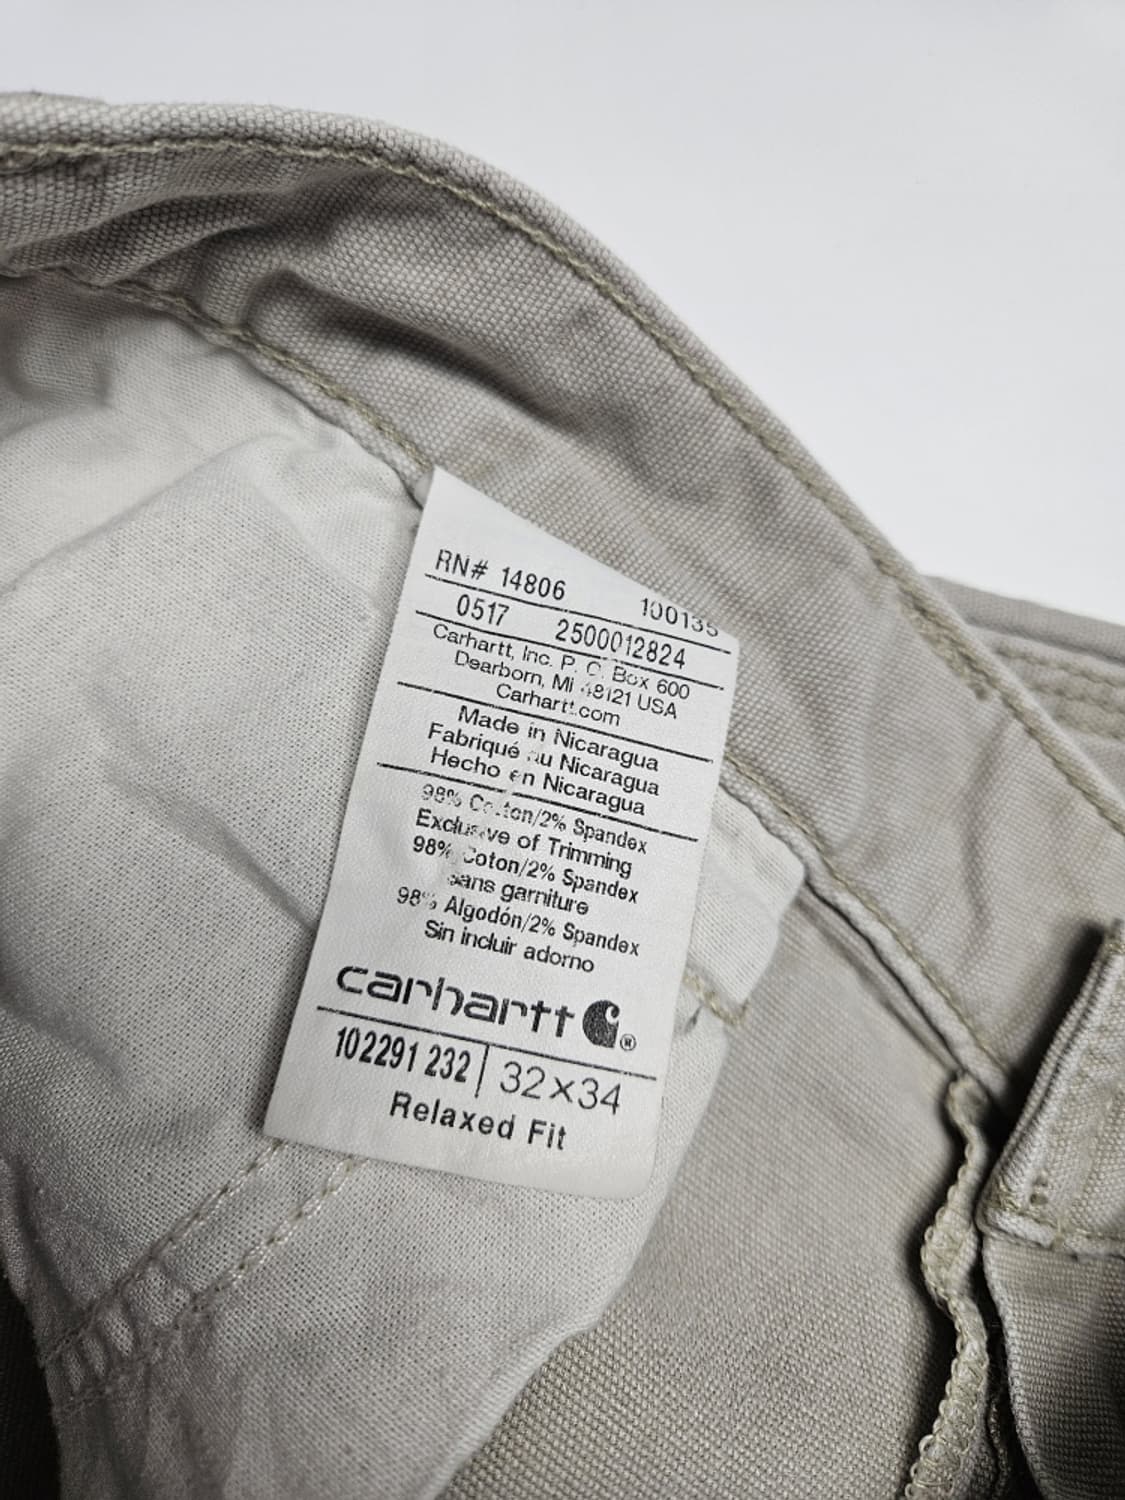 RN# 14806 100135
0517 2500012824
Carhartt, Inc. P. O. Box 600
Dearborn, MI 48121 USA
Carhartt.com
Made in Nicaragua
Fabriqué au Nicaragua
Hecho en Nicaragua
98% Cotton/2% Spandex
Exclusive of Trimming
98% Coton/2% Spandex
sans garniture
98% Algodón/2% Spandex
Sin incluir adorno
carhartt ®
102291 232 | 32×34
Relaxed Fit